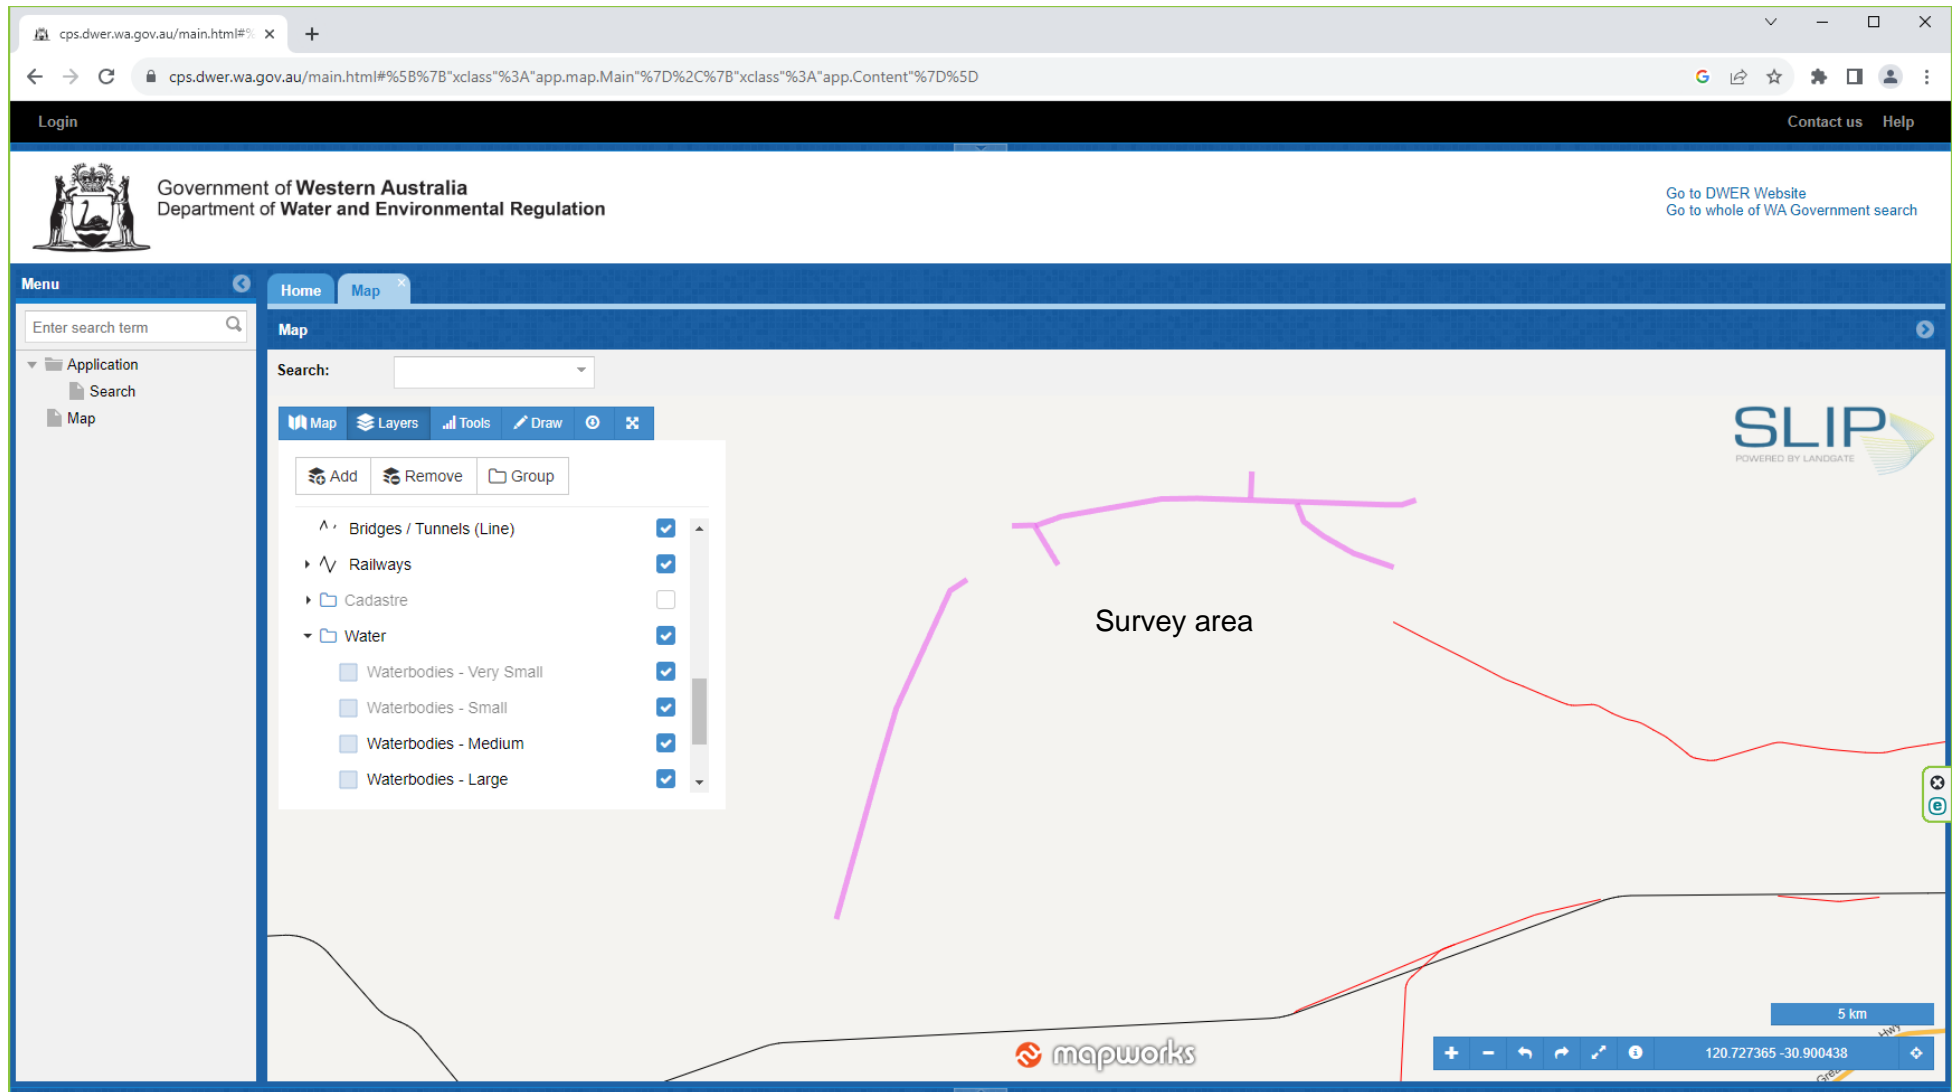 cps.dwer.wa.gov.au/main.html#%
cps.dwer.wa.gov.au/main.html#%5B%7B"xclass"%3A"app.map.Main"%7D%2C%7B"xclass"%3A"app.Content"%7D%5D
Login
Contact us Help
Government of Western Australia
Department of Water and Environmental Regulation
Go to DWER Website
Go to whole of WA Government search
Menu
Home Map
Enter search term
Map
Application
Search
Map
Search:
Map Layers Tools Draw
SLIP
POWERED BY LANDGATE
Add Remove Group
Bridges / Tunnels (Line)
Railways
Cadastre
Water
Waterbodies - Very Small
Waterbodies - Small
Waterbodies - Medium
Waterbodies - Large
Survey area
5 km
Hwy
mapworks
120.727365 -30.900438